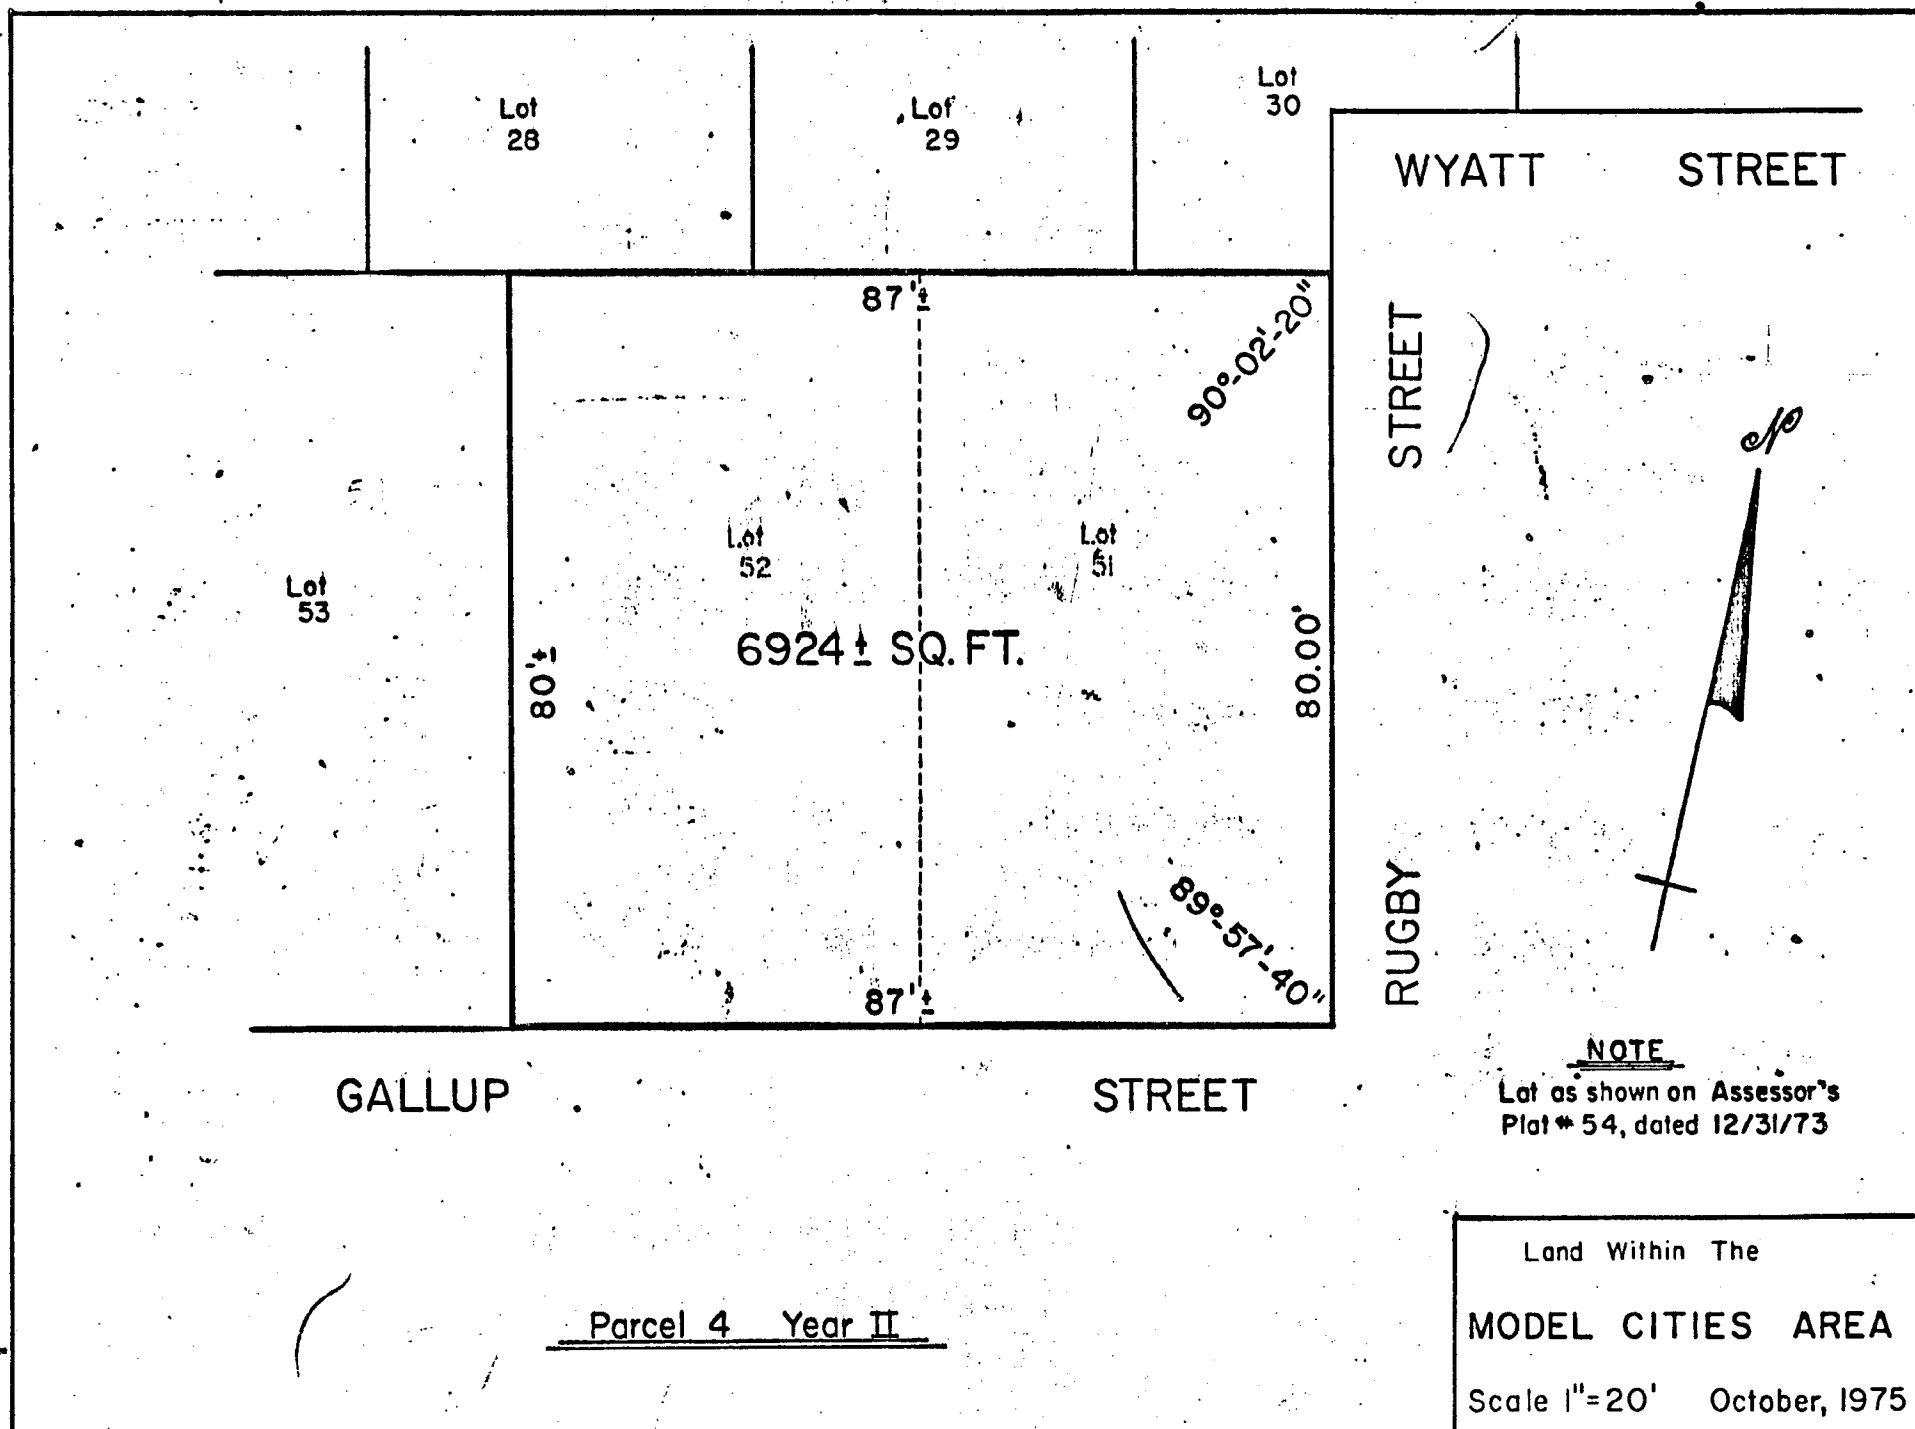 Lot
28
Lot
29
Lot
30
WYATT STREET
87'±
90°-02'-20"
STREET
N
Lot
52
Lot
51
Lot
53
6924± SQ. FT.
80'±
80.00'
RUGBY
89°-57'-40"
87'±
GALLUP STREET
NOTE
Lot as shown on Assessor's
Plat # 54, dated 12/31/73
Parcel 4 Year II
Land Within The
MODEL CITIES AREA
Scale 1"=20' October, 1975